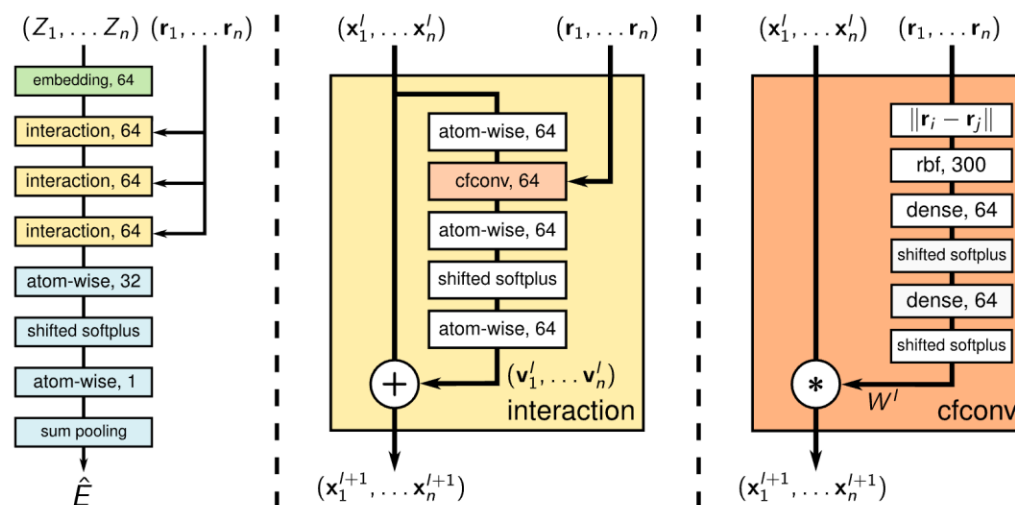 (Z₁, . . . Zₙ) (r₁, . . . rₙ)
embedding, 64
interaction, 64
interaction, 64
interaction, 64
atom-wise, 32
shifted softplus
atom-wise, 1
sum pooling
Ê
(x₁ˡ, . . . xₙˡ) (r₁, . . . rₙ)
atom-wise, 64
cfconv, 64
atom-wise, 64
shifted softplus
atom-wise, 64
+ (v₁ˡ, . . . vₙˡ)
interaction
(x₁ˡ⁺¹, . . . xₙˡ⁺¹)
(x₁ˡ, . . . xₙˡ) (r₁, . . . rₙ)
‖rᵢ − rⱼ‖
rbf, 300
dense, 64
shifted softplus
dense, 64
shifted softplus
* Wˡ
cfconv
(x₁ˡ⁺¹, . . . xₙˡ⁺¹)